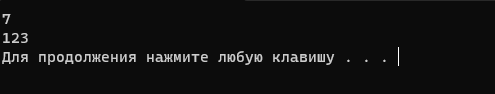 7
123
Для продолжения нажмите любую клавишу . . .